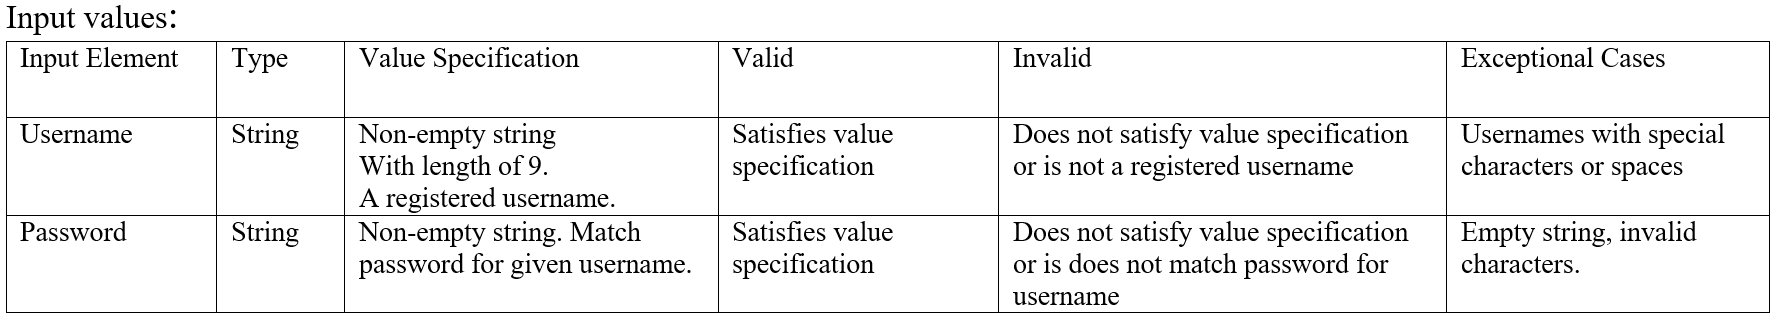 Input values:
Input Element Type Value Specification Valid Invalid Exceptional Cases
Username String Non-empty string Satisfies value Does not satisfy value specification Usernames with special
With length of 9. specification or is not a registered username characters or spaces
A registered username.
Password String Non-empty string. Match Satisfies value Does not satisfy value specification Empty string, invalid
password for given username. specification or is does not match password for characters.
username